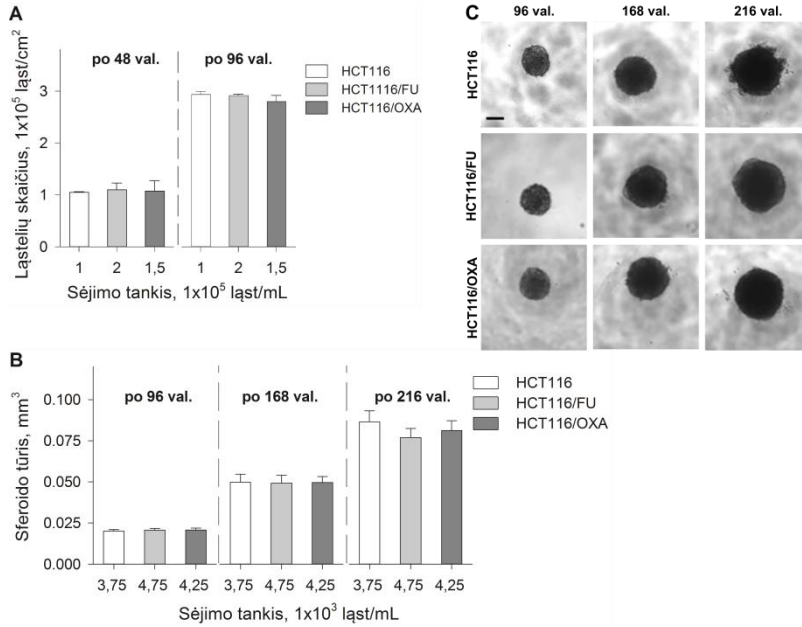 A
po 48 val.
po 96 val.
Ląstelių skaičius, 1x10⁵ ląst/cm²
3
2
1
0
1 2 1,5 1 2 1,5
Sėjimo tankis, 1x10⁵ ląst/mL
HCT116
HCT1116/FU
HCT116/OXA
B
po 96 val.
po 168 val.
po 216 val.
Sferoido tūris, mm³
0.100
0.075
0.050
0.025
0.000
3,75 4,75 4,25 3,75 4,75 4,25 3,75 4,75 4,25
Sėjimo tankis, 1x10³ ląst/mL
HCT116
HCT116/FU
HCT116/OXA
C
96 val. 168 val. 216 val.
HCT116
HCT116/FU
HCT116/OXA